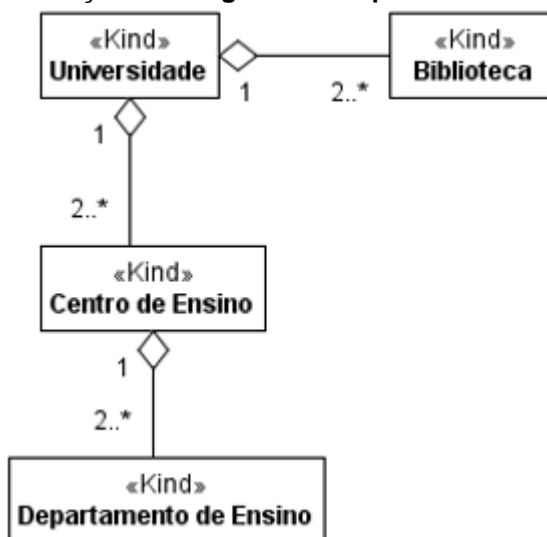 «Kind» «Kind»
Universidade Biblioteca
1 2..*
1
2..*
«Kind»
Centro de Ensino
1
2..*
«Kind»
Departamento de Ensino